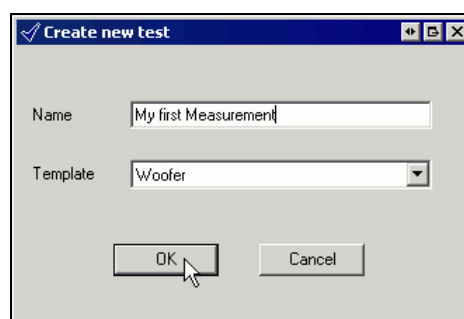 Create new test
Name My first Measurement
Template Woofer
OK Cancel